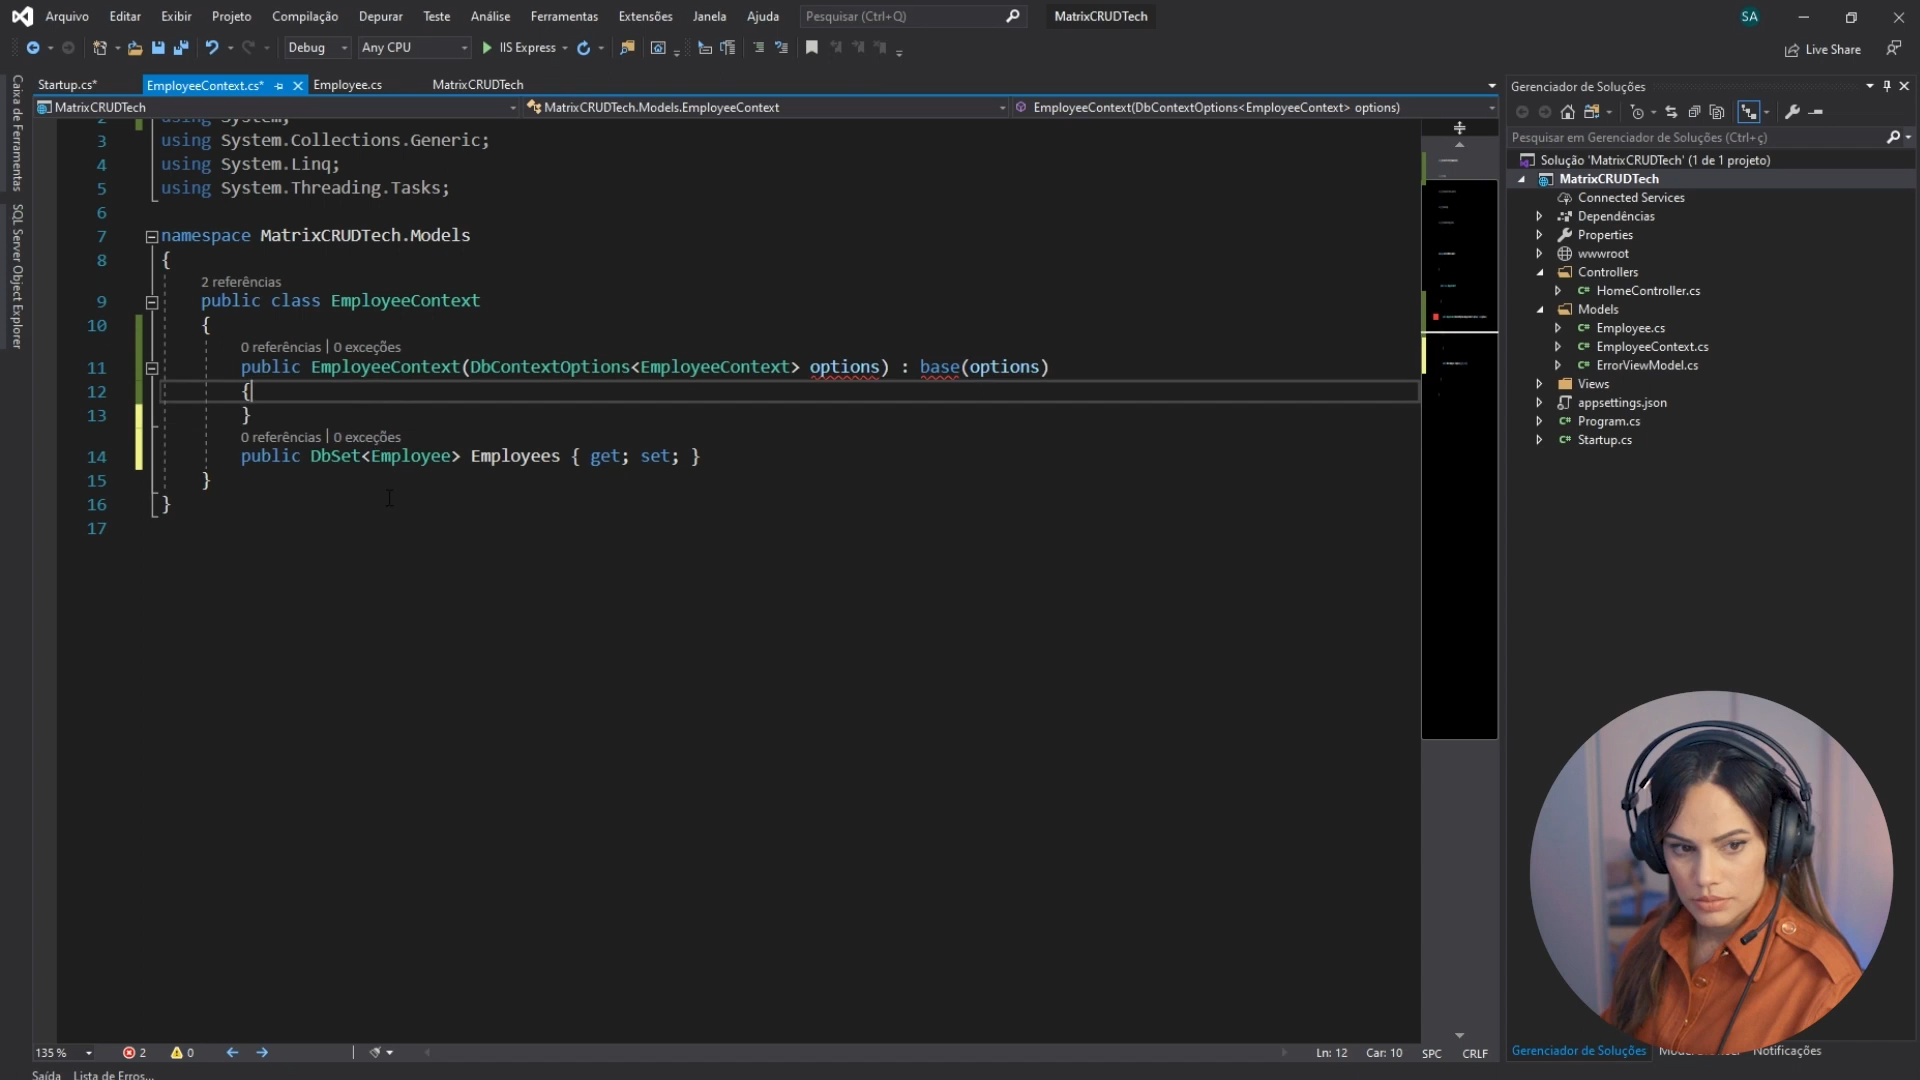 Arquivo Editar Exibir Projeto Compilação Depurar Teste Análise Ferramentas Extensões Janela Ajuda Pesquisar (Ctrl+Q) MatrixCRUDTech SA
Debug Any CPU IIS Express Live Share
Startup.cs* EmployeeContext.cs* Employee.cs MatrixCRUDTech
MatrixCRUDTech MatrixCRUDTech.Models.EmployeeContext EmployeeContext(DbContextOptions<EmployeeContext> options)
Caixa de Ferramentas
SQL Server Object Explorer
2 using System;
3 using System.Collections.Generic;
4 using System.Linq;
5 using System.Threading.Tasks;
6
7 namespace MatrixCRUDTech.Models
8 {
2 referências
9 public class EmployeeContext
10 {
0 referências | 0 exceções
11 public EmployeeContext(DbContextOptions<EmployeeContext> options) : base(options)
12 {
13 }
0 referências | 0 exceções
14 public DbSet<Employee> Employees { get; set; }
15 }
16 }
17
135 % 2 0 Ln: 12 Car: 10 SPC CRLF
Saída Lista de Erros...
Gerenciador de Soluções
Pesquisar em Gerenciador de Soluções (Ctrl+ç)
Solução 'MatrixCRUDTech' (1 de 1 projeto)
MatrixCRUDTech
Connected Services
Dependências
Properties
wwwroot
Controllers
C# HomeController.cs
Models
C# Employee.cs
C# EmployeeContext.cs
C# ErrorViewModel.cs
Views
appsettings.json
C# Program.cs
C# Startup.cs
Gerenciador de Soluções Notificações